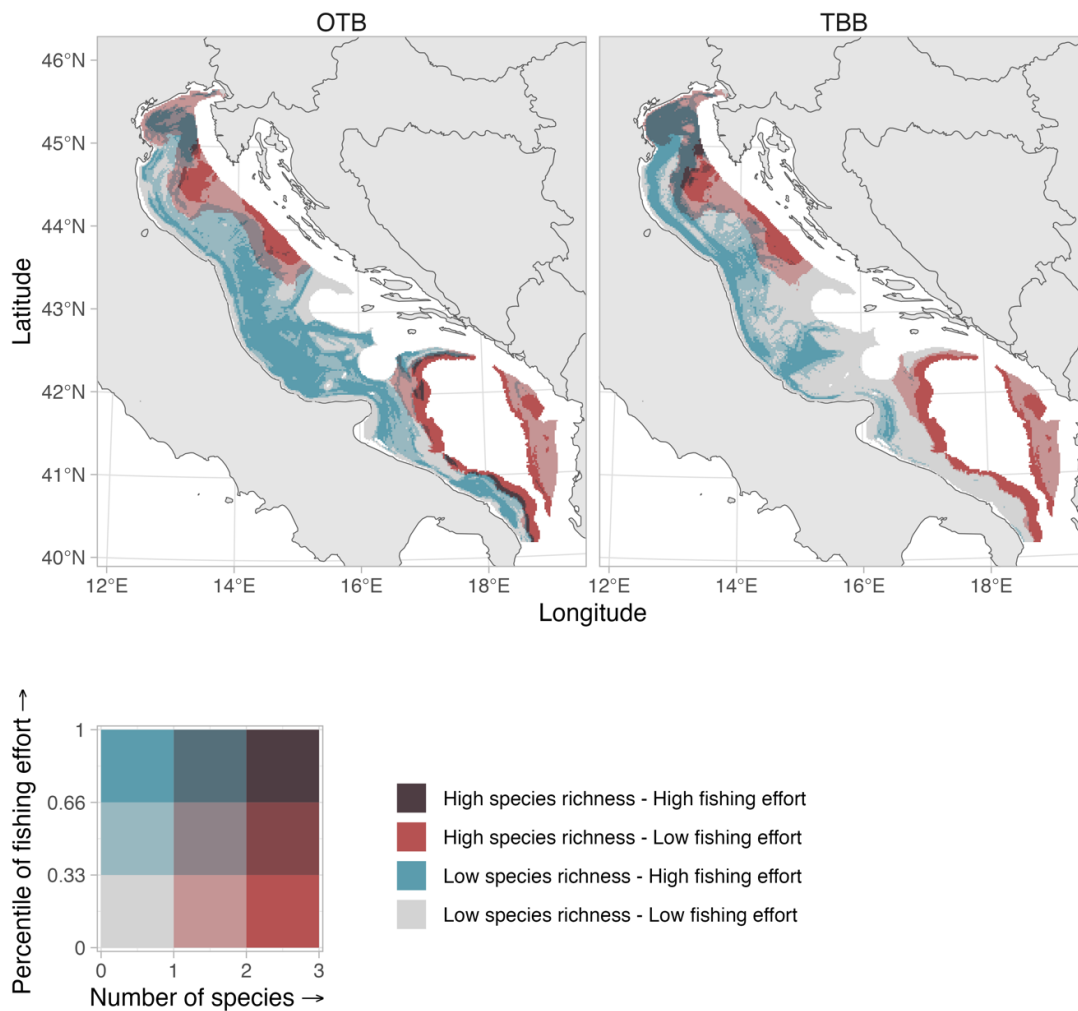 OTB
TBB
46°N
45°N
44°N
43°N
42°N
41°N
40°N
Latitude
12°E
14°E
16°E
18°E
12°E
14°E
16°E
18°E
Longitude
Percentile of fishing effort →
1
0.66
0.33
0
0
1
2
3
Number of species →
High species richness - High fishing effort
High species richness - Low fishing effort
Low species richness - High fishing effort
Low species richness - Low fishing effort